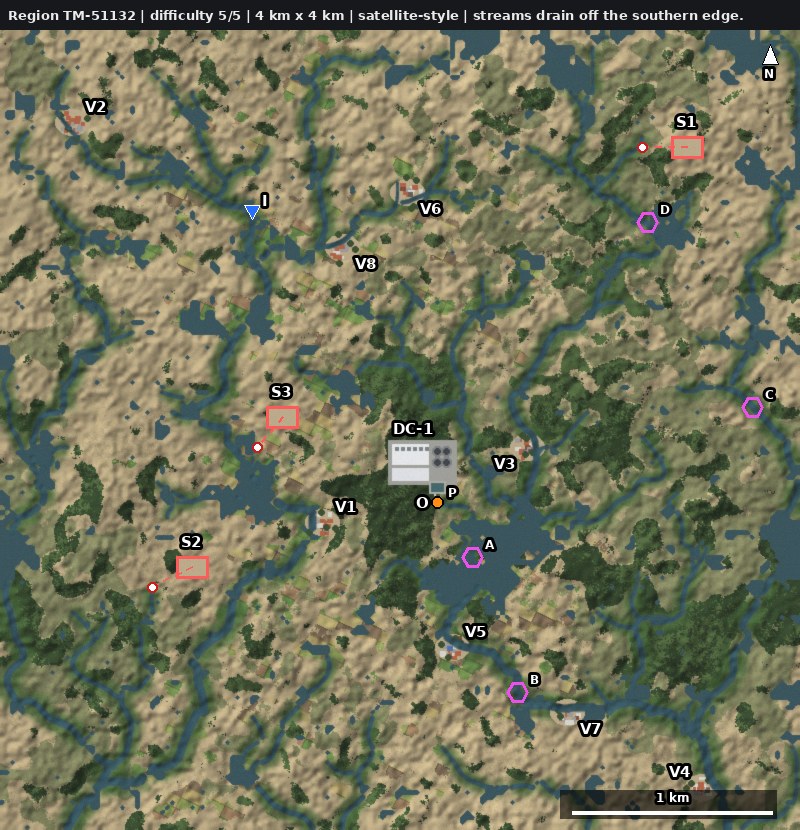 Region TM-51132 | difficulty 5/5 | 4 km x 4 km | satellite-style | streams drain off the southern edge.
N
V2
S1
I
V6
D
V8
S3
C
DC-1
V3
P
O
V1
S2
A
V5
B
V7
V4
1 km